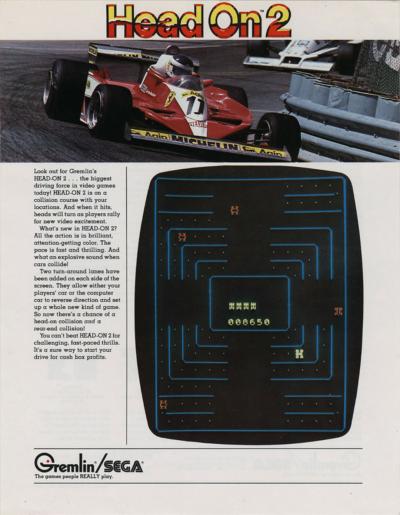 Head On 2
Agip
11
Agip MICHELIN Agip
Look out for Gremlin's
HEAD-ON 2 . . . the biggest
driving force in video games
today! HEAD-ON 2 is on a
collision course with your
locations. And when it hits,
heads will turn as players rally
for new video excitement.
What's new in HEAD-ON 2?
All the action is in brilliant,
attention-getting color. The
pace is fast and thrilling. And
what an explosive sound when
cars collide!
Two turn-around lanes have
been added on each side of the
screen. They allow either your
players' car or the computer
car to reverse direction and set
up a whole new kind of game.
So now there's a chance of a
head-on collision and a
rear-end collision!
You can't beat HEAD-ON 2 for
challenging, fast-paced thrills.
It's a sure way to start your
drive for cash box profits.
008650
Gremlin/SEGA
The games people REALLY play.